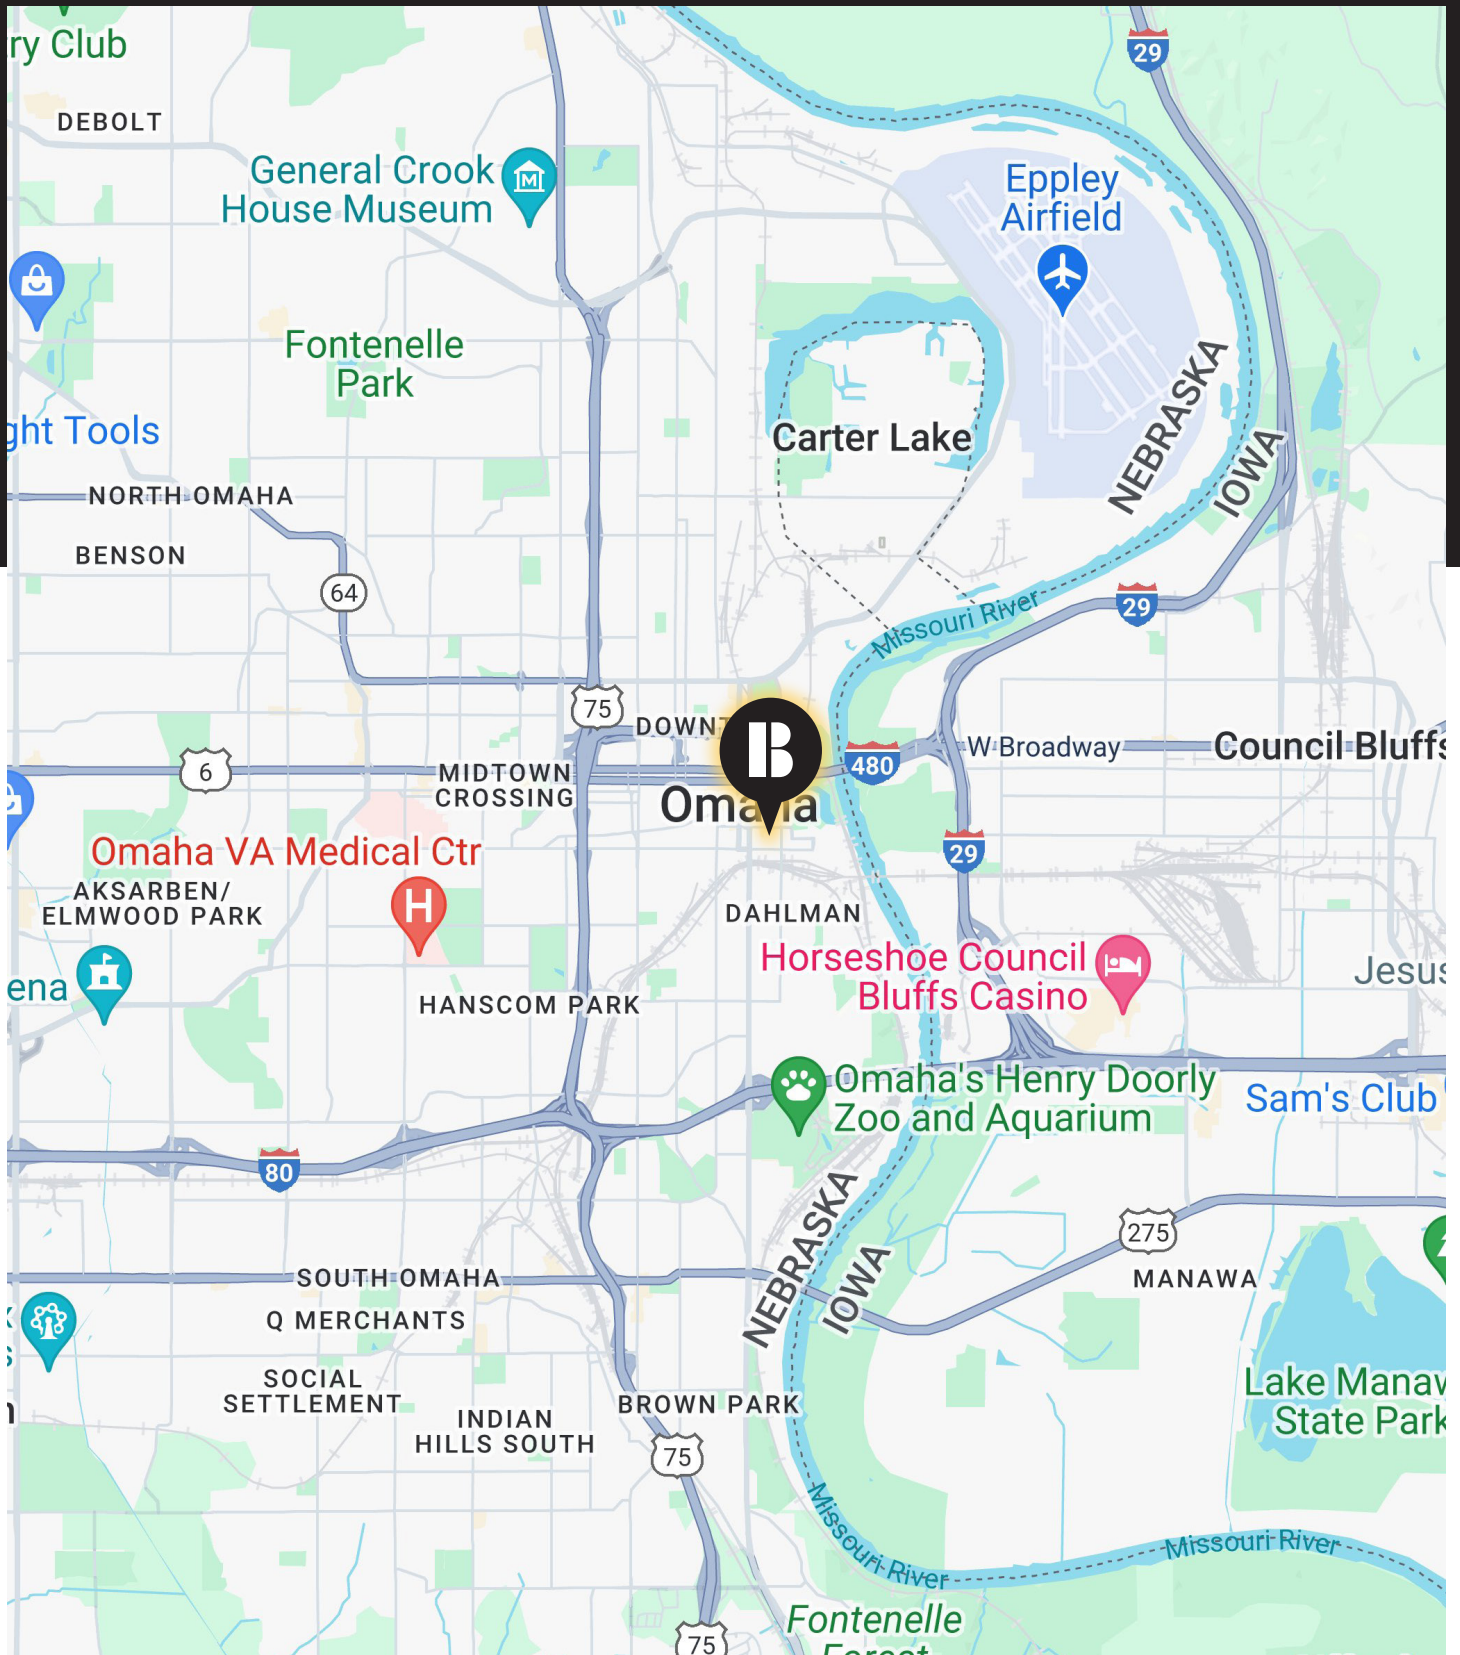 ry Club
29
DEBOLT
General Crook
House Museum
Eppley
Airfield
Fontenelle
Park
NEBRASKA
IOWA
ght Tools
Carter Lake
NORTH OMAHA
BENSON
64
29
Missouri River
75
DOWNT
B
W Broadway
Council Bluffs
6
480
MIDTOWN
CROSSING
Omaha
29
Omaha VA Medical Ctr
AKSARBEN/
ELMWOOD PARK
H
DAHLMAN
Horseshoe Council
Bluffs Casino
Jesus
ena
HANSCOM PARK
Omaha's Henry Doorly
Zoo and Aquarium
Sam's Club
80
NEBRASKA
IOWA
275
SOUTH OMAHA
MANAWA
Q MERCHANTS
SOCIAL
SETTLEMENT
Lake Manaw
State Park
BROWN PARK
INDIAN
HILLS SOUTH
75
Missouri River
Missouri River
Fontenelle
Forest
75